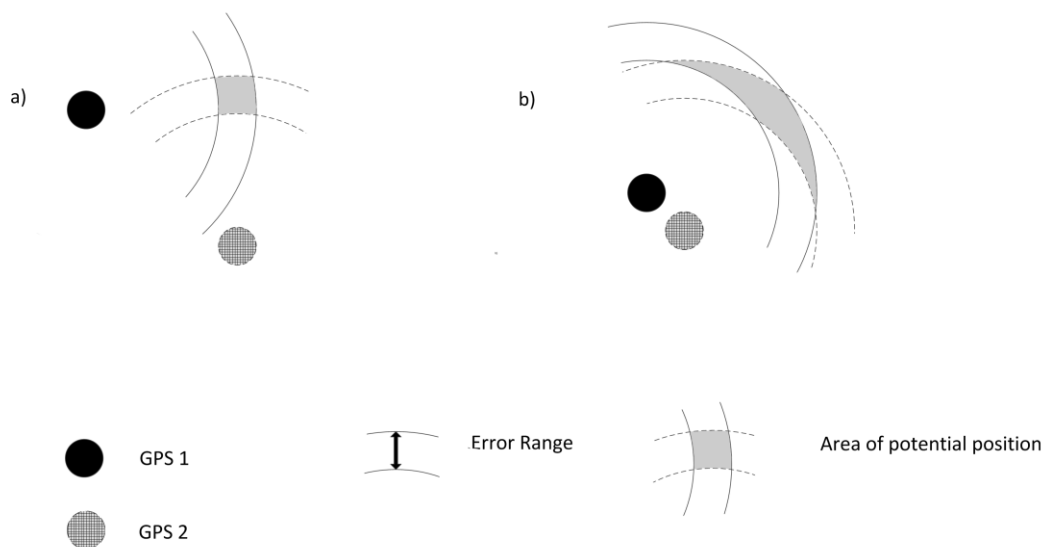 a)
b)
GPS 1
Error Range
Area of potential position
GPS 2